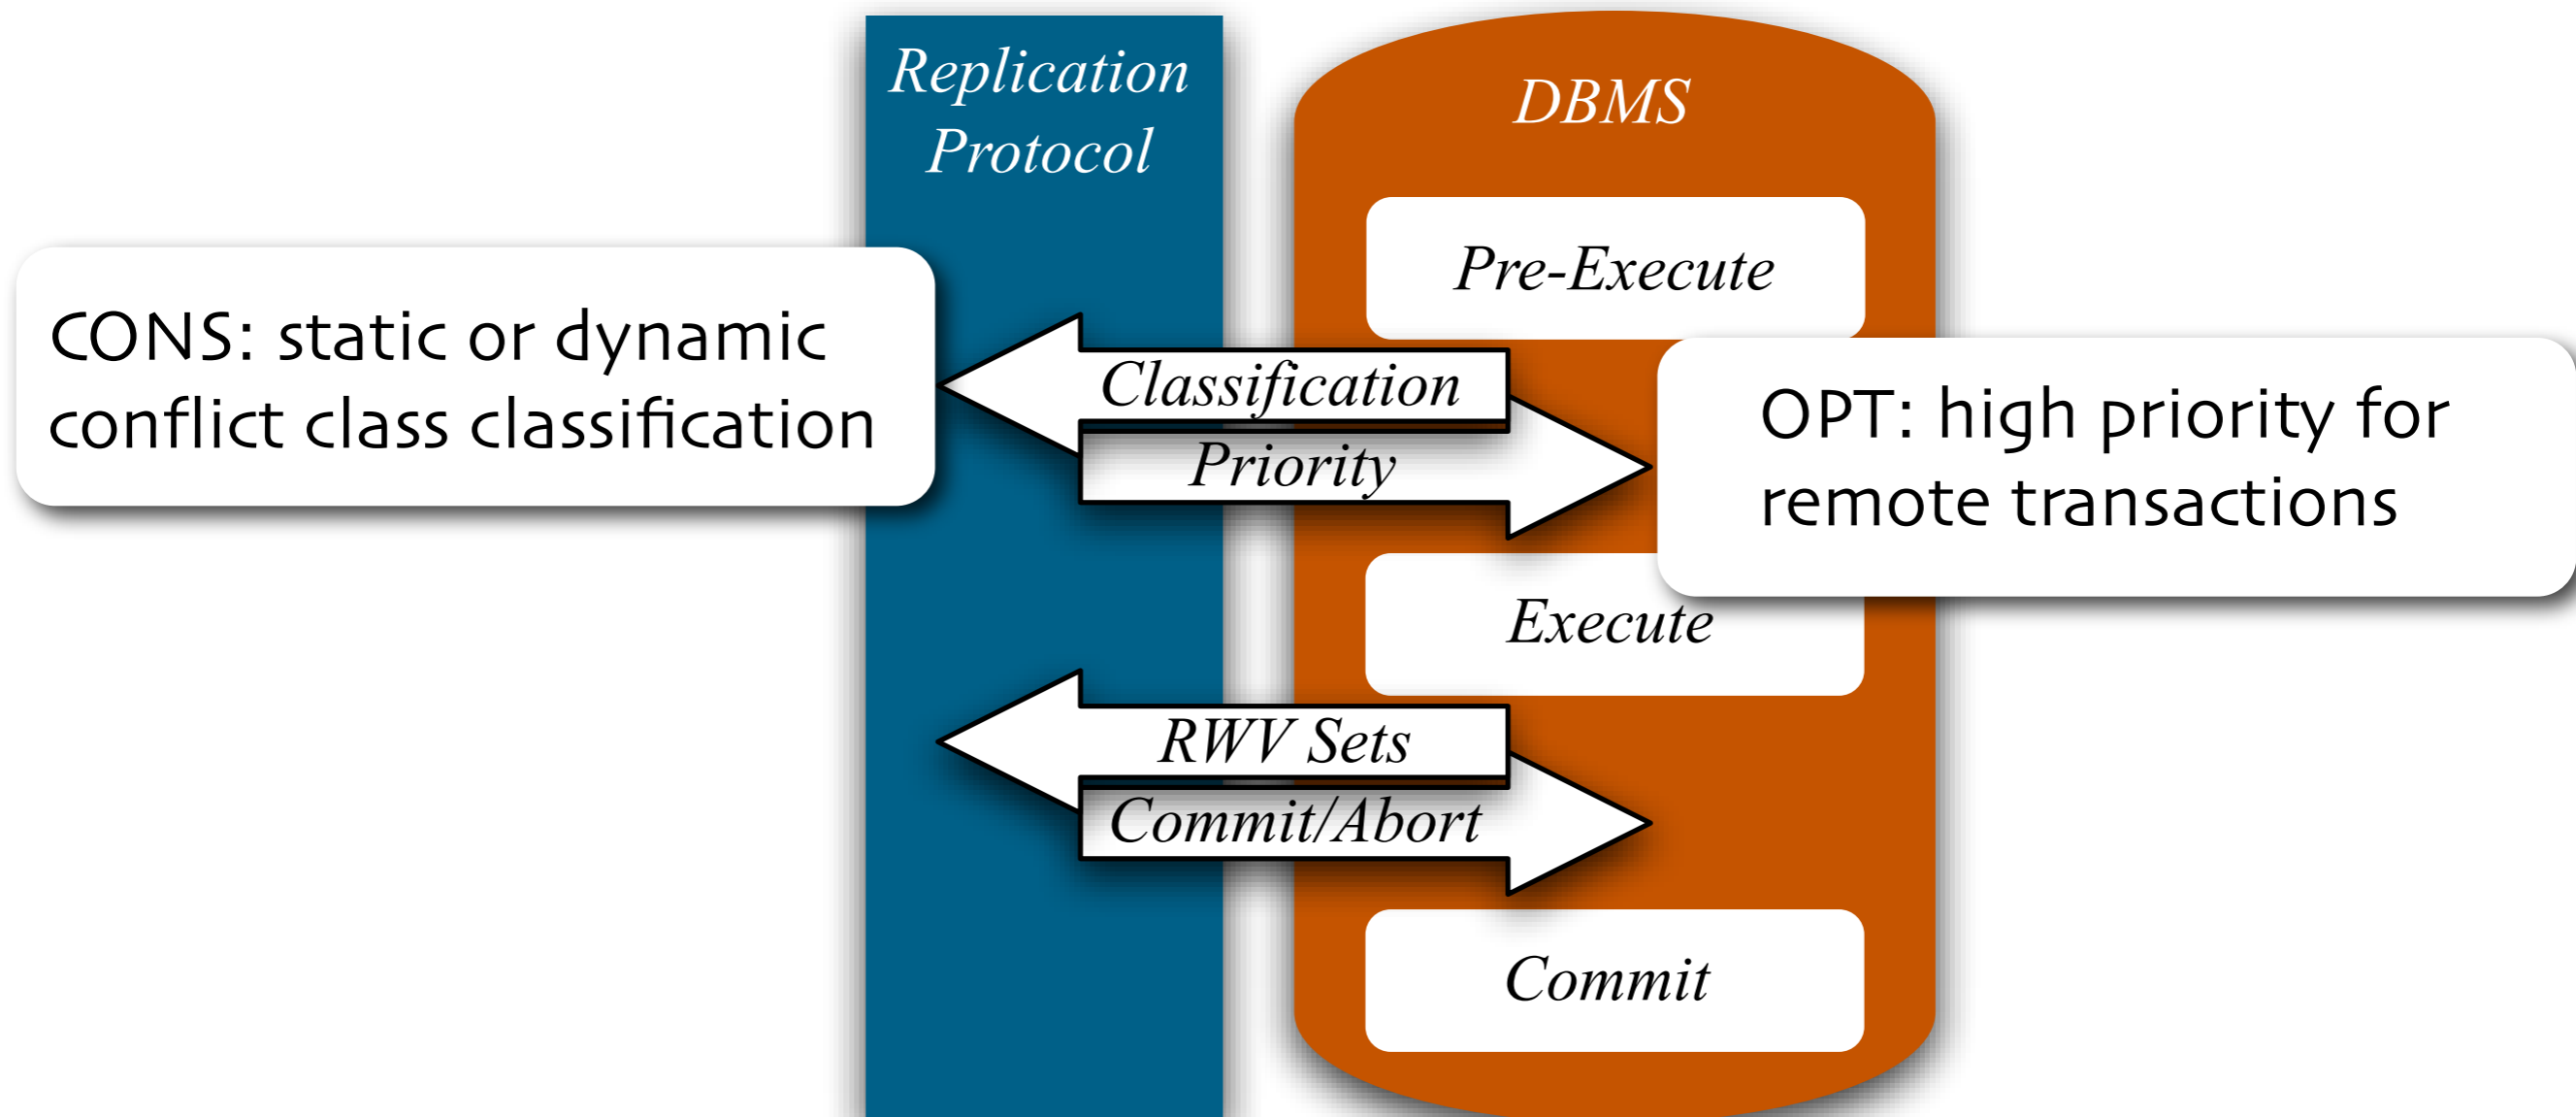 Replication
Protocol
DBMS
Pre-Execute
CONS: static or dynamic
conflict class classification
Classification
Priority
OPT: high priority for
remote transactions
Execute
RWV Sets
Commit/Abort
Commit